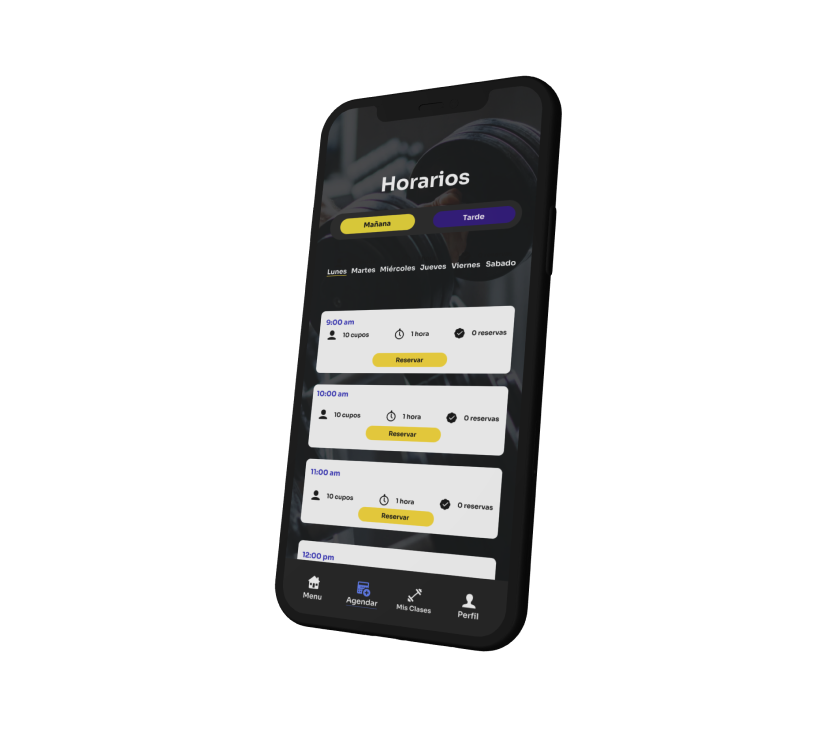 Horarios
Mañana Tarde
Lunes Martes Miércoles Jueves Viernes Sabado
9:00 am
10 cupos 1 hora 0 reservas
Reservar
10:00 am
10 cupos 1 hora 0 reservas
Reservar
11:00 am
10 cupos 1 hora 0 reservas
Reservar
12:00 pm
Menu Agendar Mis Clases Perfil